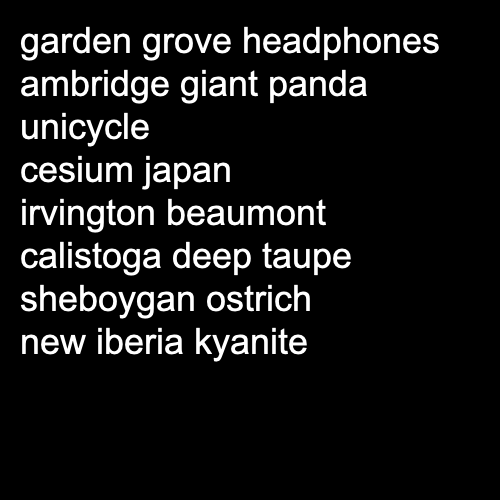 garden grove headphones
ambridge giant panda
unicycle
cesium japan
irvington beaumont
calistoga deep taupe
sheboygan ostrich
new iberia kyanite